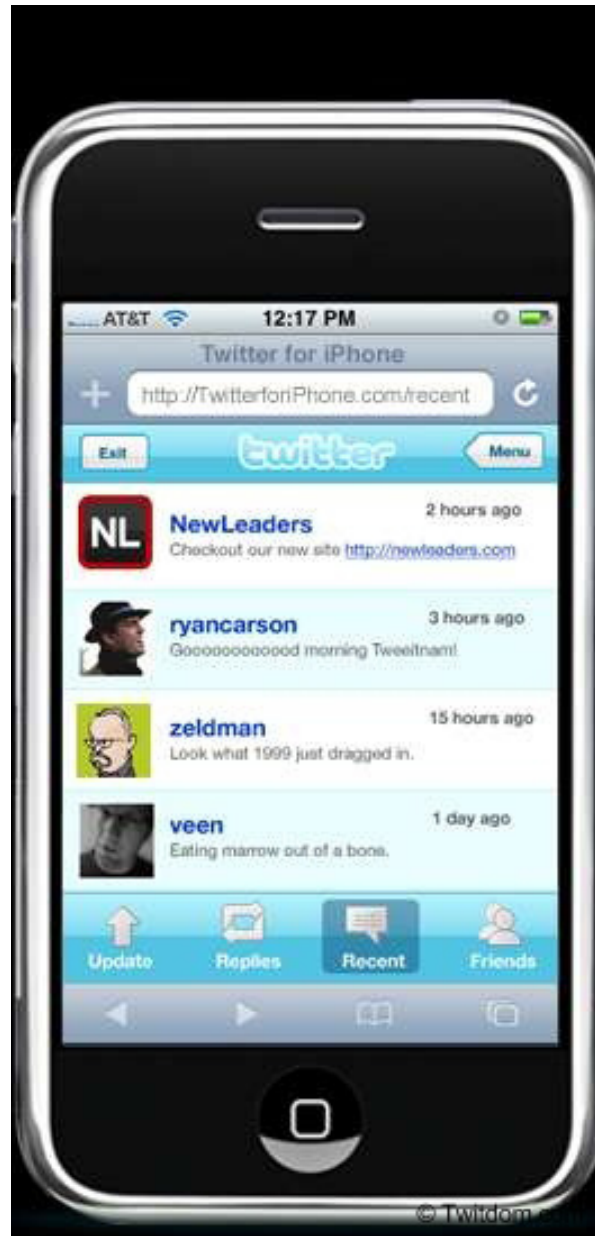 AT&T 12:17 PM
Twitter for iPhone
http://TwitterforiPhone.com/recent
Exit twitter Menu
NL NewLeaders 2 hours ago
Checkout our new site http://newleaders.com
ryancarson 3 hours ago
Gooooooooooood morning Tweeitnam!
zeldman 15 hours ago
Look what 1999 just dragged in.
veen 1 day ago
Eating marrow out of a bone.
Update Replies Recent Friends
© Twitdom